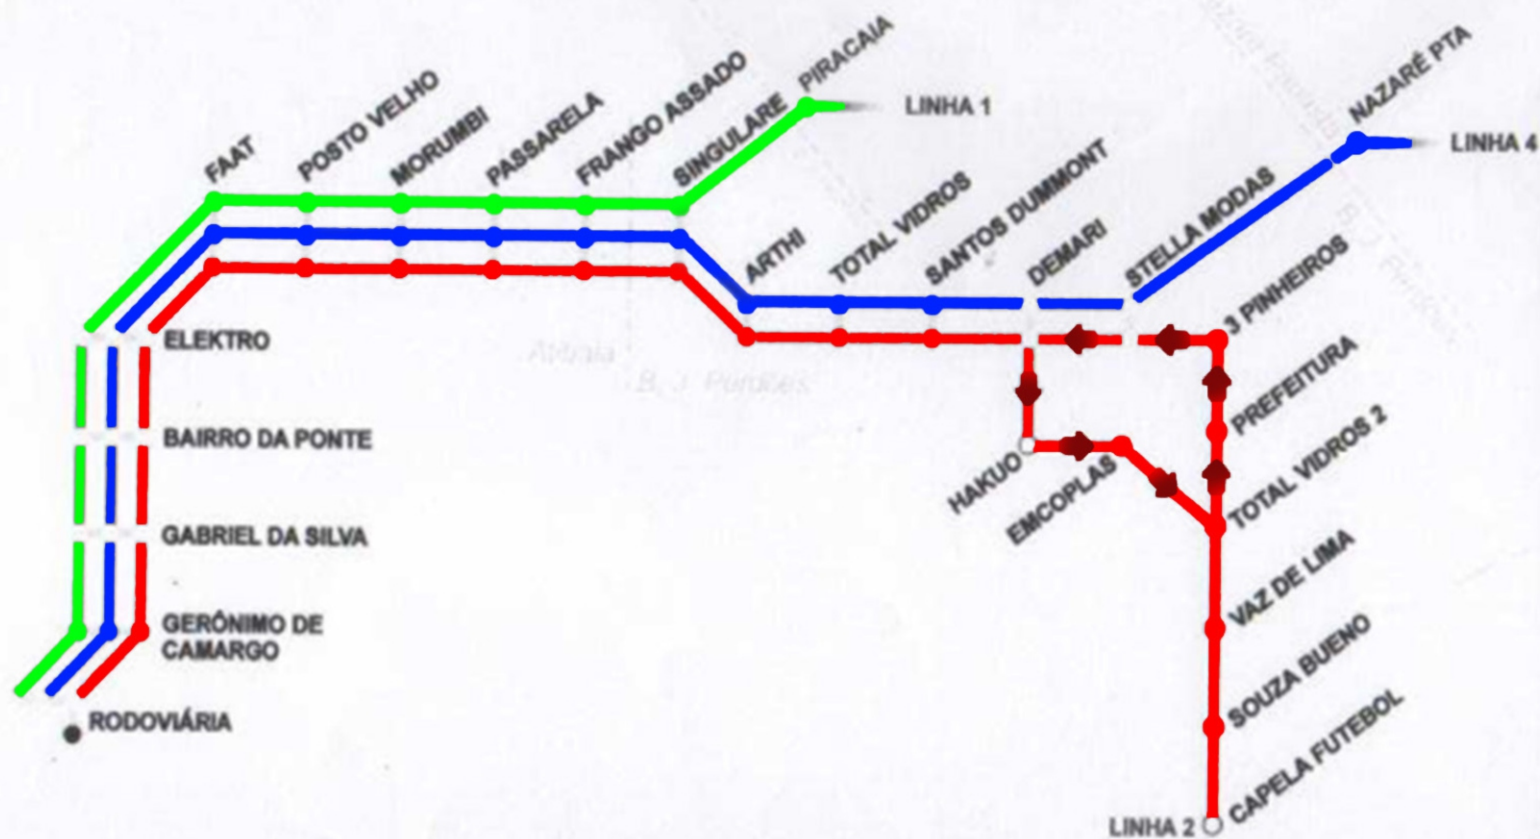 PIRACAIA
LINHA 1
NAZARÉ PTA
LINHA 4
FAAT
POSTO VELHO
MORUMBI
PASSARELA
FRANGO ASSADO
SINGULARE
ARTHI
TOTAL VIDROS
SANTOS DUMMONT
DEMARI
STELLA MODAS
3 PINHEIROS
ELEKTRO
Atibaia
B. J. Perdões
PREFEITURA
BAIRRO DA PONTE
HAKUO
EMCOPLAS
TOTAL VIDROS 2
GABRIEL DA SILVA
VAZ DE LIMA
GERÔNIMO DE
CAMARGO
SOUZA BUENO
RODOVIÁRIA
CAPELA FUTEBOL
LINHA 2